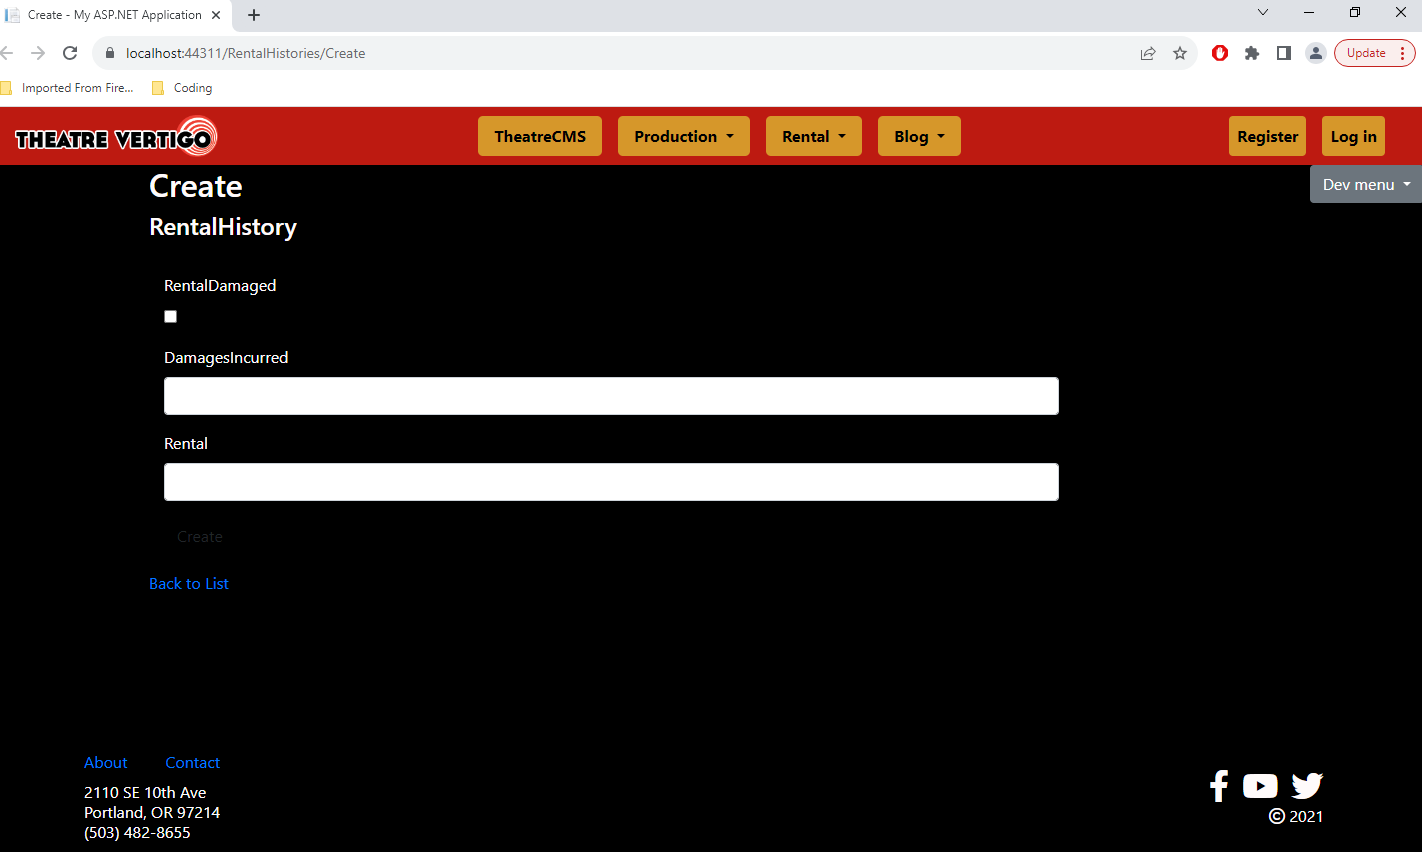 Create - My ASP.NET Application
localhost:44311/RentalHistories/Create
Update
Imported From Fire...
Coding
THEATRE VERTIGO
TheatreCMS
Production
Rental
Blog
Register
Log in
Create
Dev menu
RentalHistory
RentalDamaged
DamagesIncurred
Rental
Create
Back to List
About
Contact
2110 SE 10th Ave
Portland, OR 97214
(503) 482-8655
© 2021